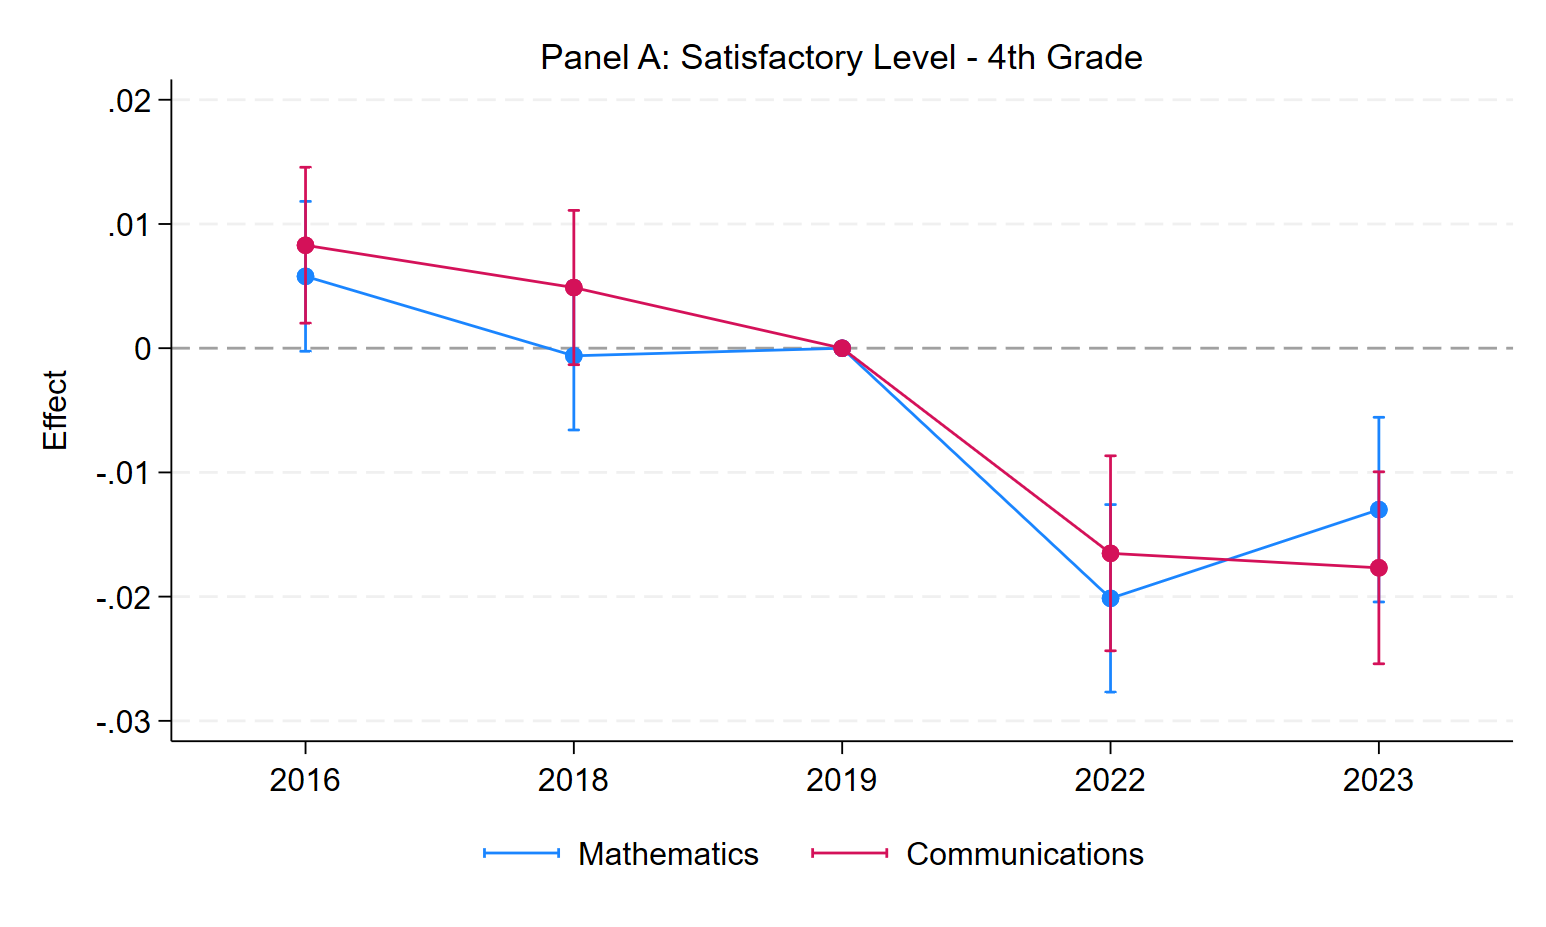 Panel A: Satisfactory Level - 4th Grade
.02
.01
0
-.01
-.02
-.03
Effect
2016 2018 2019 2022 2023
Mathematics Communications